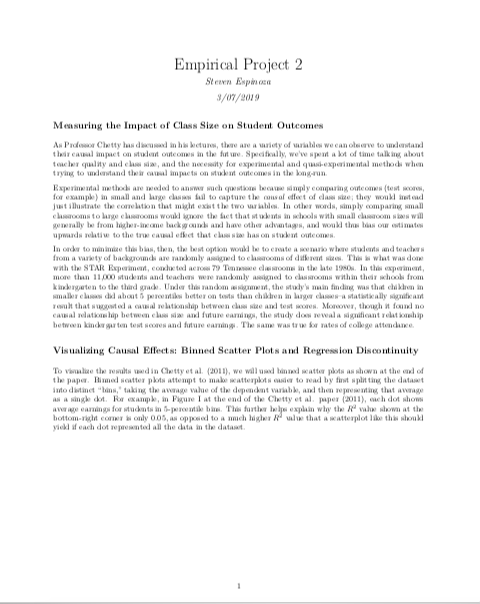 Empirical Project 2
Steven Espinoza
3/07/2019
Measuring the Impact of Class Size on Student Outcomes
As Professor Chetty has discussed in his lectures, there are a variety of variables we can observe to understand
their causal impact on student outcomes in the future. Specifically, we've spent a lot of time talking about
teacher quality and class size, and the necessity for experimental and quasi-experimental methods when
trying to understand their causal impacts on student outcomes in the long-run.
Experimental methods are needed to answer such questions because simply comparing outcomes (test scores,
for example) in small and large classes fail to capture the causal effect of class size; they would instead
just illustrate the correlation that might exist the two variables. In other words, simply comparing small
classrooms to large classrooms would ignore the fact that students in schools with small classroom sizes will
generally be from higher-income backgrounds and have other advantages, and would thus bias our estimates
upwards relative to the true causal effect that class size has on student outcomes.
In order to minimize this bias, then, the best option would be to create a scenario where students and teachers
from a variety of backgrounds are randomly assigned to classrooms of different sizes. This is what was done
with the STAR Experiment, conducted across 79 Tennessee classrooms in the late 1980s. In this experiment,
more than 11,000 students and teachers were randomly assigned to classrooms within their schools from
kindergarten to the third grade. Under this random assignment, the study's main finding was that children in
smaller classes did about 5 percentiles better on tests than children in larger classes–a statistically significant
result that suggested a causal relationship between class size and test scores. Moreover, though it found no
causal relationship between class size and future earnings, the study does reveal a significant relationship
between kindergarten test scores and future earnings. The same was true for rates of college attendance.
Visualizing Causal Effects: Binned Scatter Plots and Regression Discontinuity
To visualize the results used in Chetty et al. (2011), we will used binned scatter plots as shown at the end of
the paper. Binned scatter plots attempt to make scatterplots easier to read by first splitting the dataset
into distinct "bins," taking the average value of the dependent variable, and then representing that average
as a single dot. For example, in Figure I at the end of the Chetty et al. paper (2011), each dot shows
average earnings for students in 5-percentile bins. This further helps explain why the R² value shown at the
bottom-right corner is only 0.05, as opposed to a much higher R² value that a scatterplot like this should
yield if each dot represented all the data in the dataset.
1